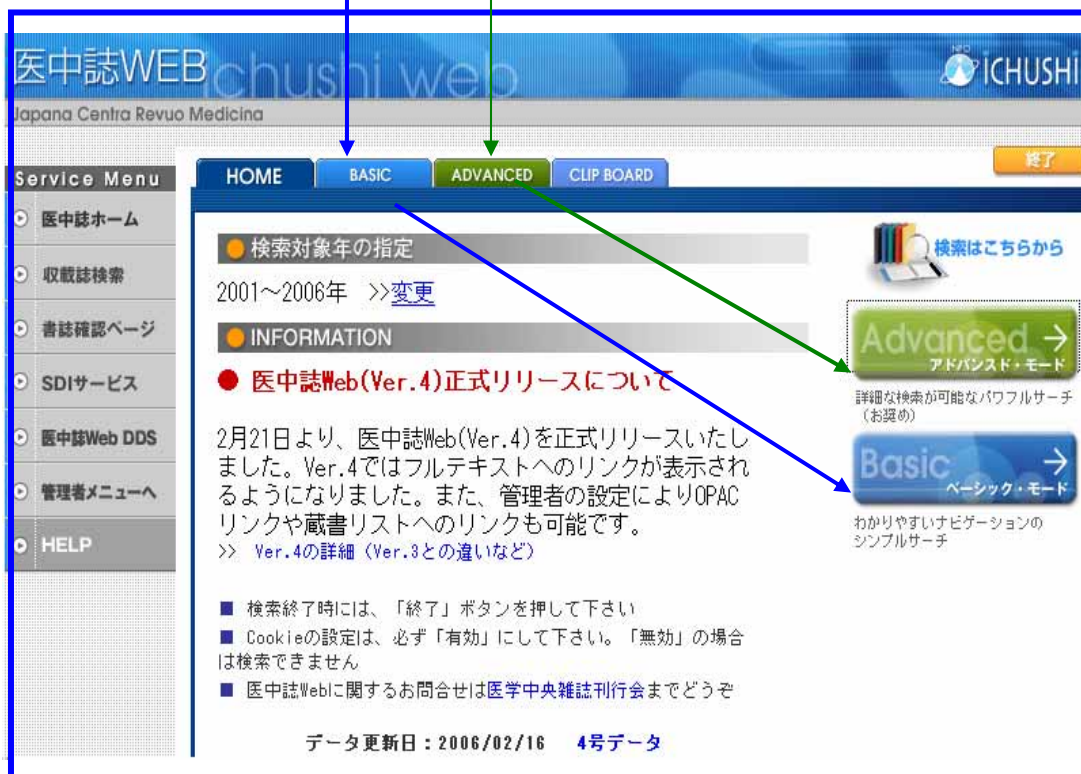 医中誌WEB
ichushi web
NPO
ICHUSHI
Japana Centra Revuo Medicina
Service Menu
医中誌ホーム
収載誌検索
書誌確認ページ
SDIサービス
医中誌Web DDS
管理者メニューへ
HELP
HOME
BASIC
ADVANCED
CLIP BOARD
終了
検索対象年の指定
2001～2006年 >>変更
INFORMATION
● 医中誌Web(Ver.4)正式リリースについて
2月21日より、医中誌Web(Ver.4)を正式リリースいたし
ました。Ver.4ではフルテキストへのリンクが表示され
るようになりました。また、管理者の設定によりOPAC
リンクや蔵書リストへのリンクも可能です。
>> Ver.4の詳細（Ver.3との違いなど）
■ 検索終了時には、「終了」ボタンを押して下さい
■ Cookieの設定は、必ず「有効」にして下さい。「無効」の場合
は検索できません
■ 医中誌Webに関するお問合せは医学中央雑誌刊行会までどうぞ
データ更新日：2006/02/16 4号データ
検索はこちらから
Advanced →
アドバンスド・モード
詳細な検索が可能なパワフルサーチ
（お奨め）
Basic →
ベーシック・モード
わかりやすいナビゲーションの
シンプルサーチ